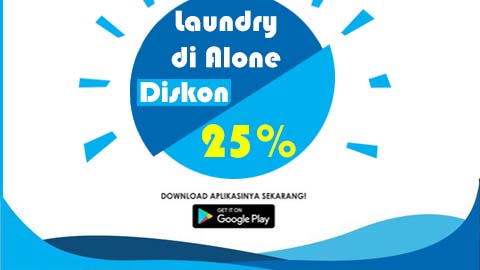 Laundry
di Alone
Diskon
25%
DOWNLOAD APLIKASINYA SEKARANG!
GET IT ON
Google Play